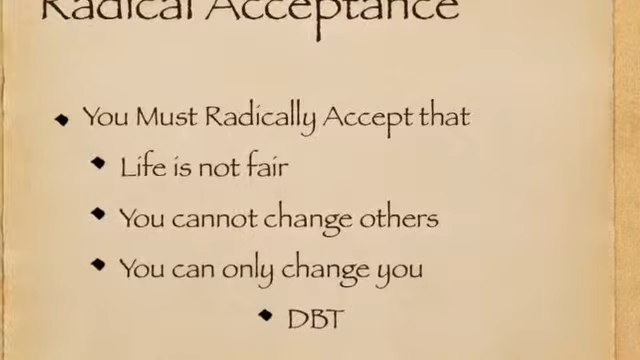 Radical Acceptance
You Must Radically Accept that
Life is not fair
You cannot change others
You can only change you
DBT